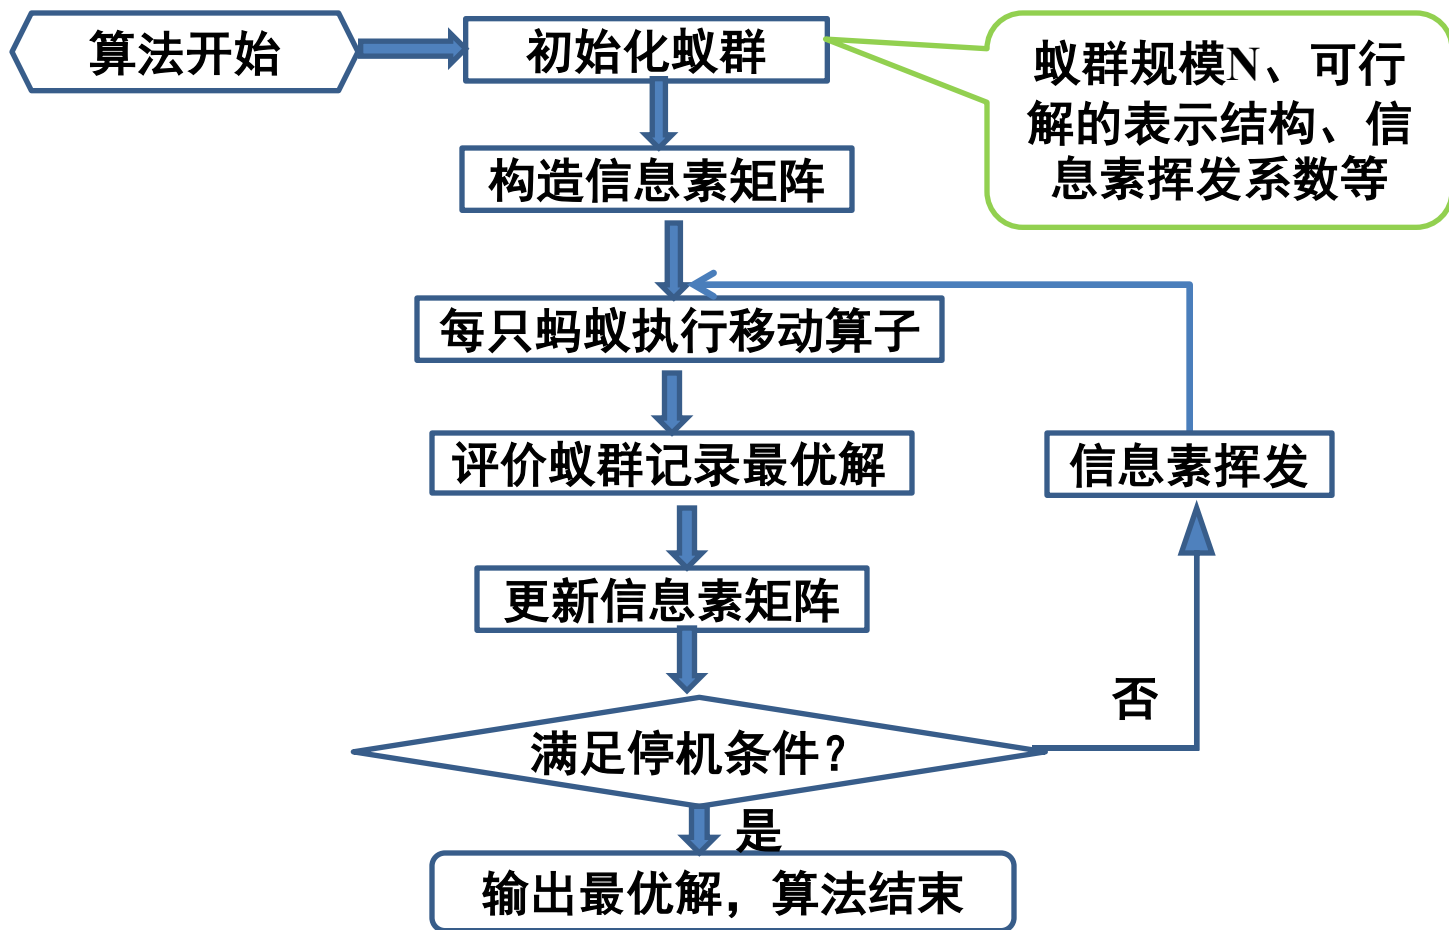 算法开始
初始化蚁群
蚁群规模N、可行
解的表示结构、信
息素挥发系数等
构造信息素矩阵
每只蚂蚁执行移动算子
评价蚁群记录最优解
信息素挥发
更新信息素矩阵
否
满足停机条件？
是
输出最优解，算法结束